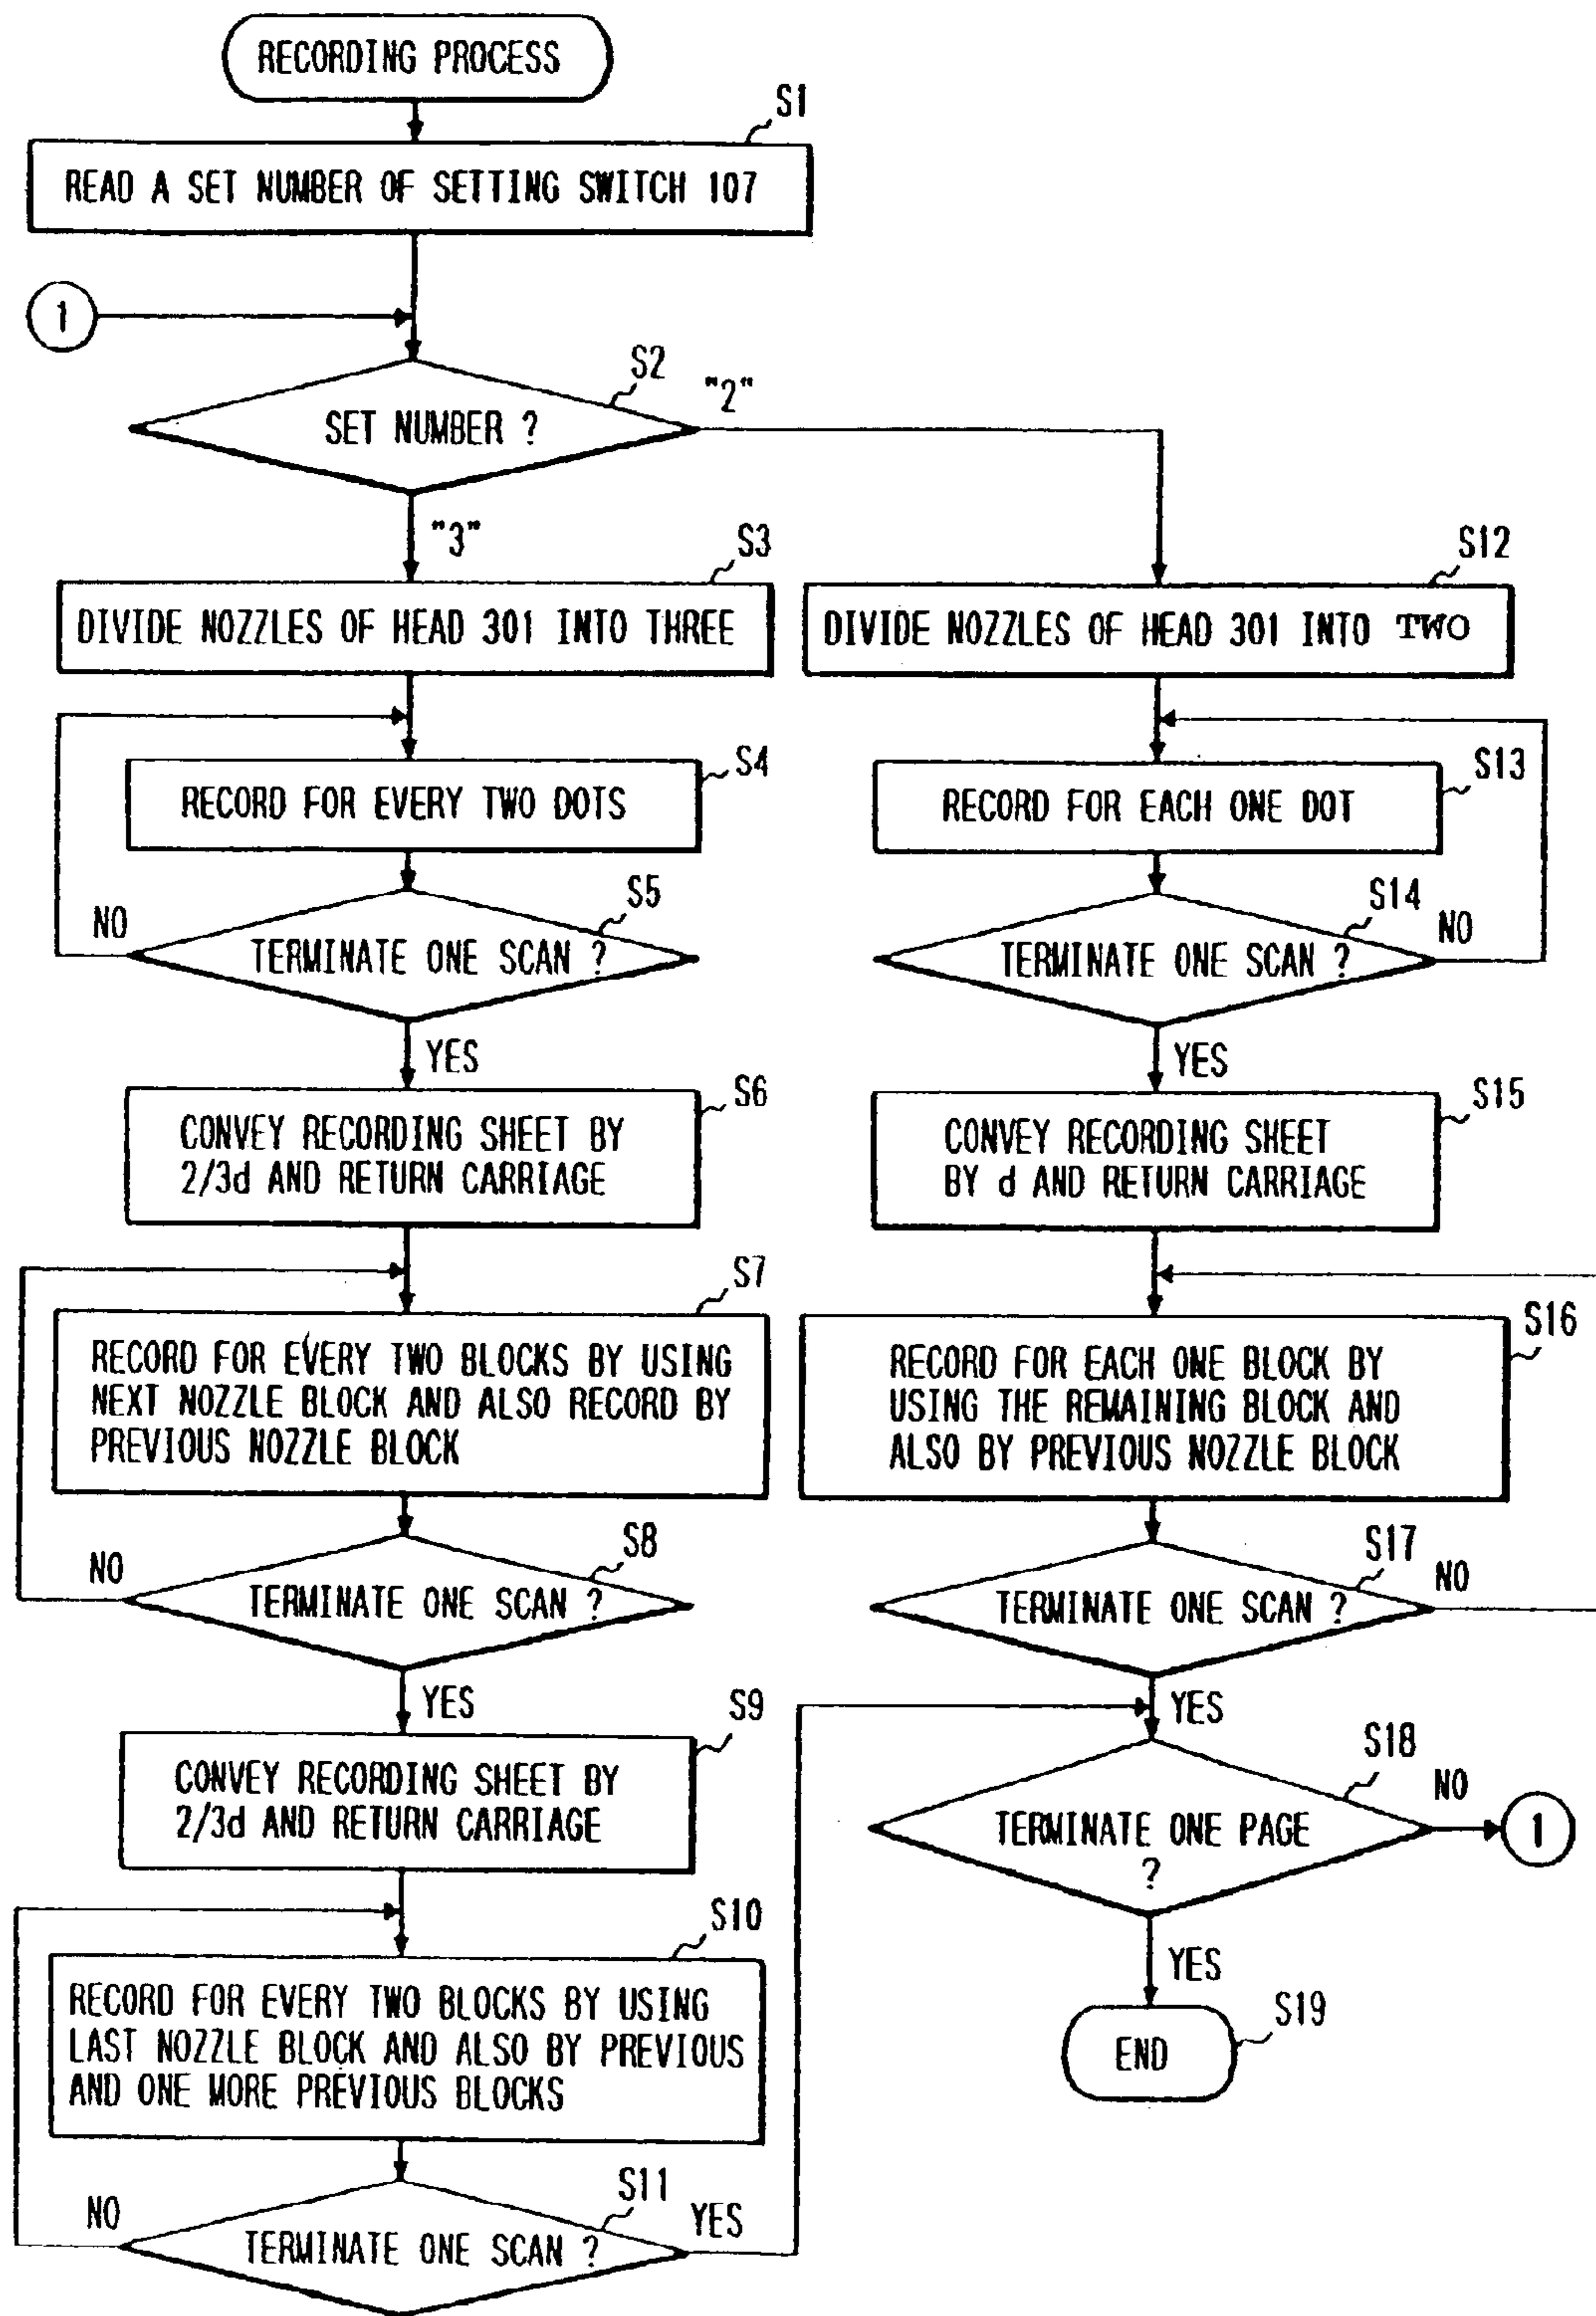 RECORDING PROCESS
S1
READ A SET NUMBER OF SETTING SWITCH 107
1
S2
"2"
SET NUMBER ?
"3"
S3
DIVIDE NOZZLES OF HEAD 301 INTO THREE
S4
RECORD FOR EVERY TWO DOTS
S5
NO
TERMINATE ONE SCAN ?
YES
S6
CONVEY RECORDING SHEET BY
2/3d AND RETURN CARRIAGE
S7
RECORD FOR EVERY TWO BLOCKS BY USING
NEXT NOZZLE BLOCK AND ALSO RECORD BY
PREVIOUS NOZZLE BLOCK
S8
NO
TERMINATE ONE SCAN ?
YES
S9
CONVEY RECORDING SHEET BY
2/3d AND RETURN CARRIAGE
S10
RECORD FOR EVERY TWO BLOCKS BY USING
LAST NOZZLE BLOCK AND ALSO BY PREVIOUS
AND ONE MORE PREVIOUS BLOCKS
S11
NO
YES
TERMINATE ONE SCAN ?
S12
DIVIDE NOZZLES OF HEAD 301 INTO TWO
S13
RECORD FOR EACH ONE DOT
S14
NO
TERMINATE ONE SCAN ?
YES
S15
CONVEY RECORDING SHEET
BY d AND RETURN CARRIAGE
S16
RECORD FOR EACH ONE BLOCK BY
USING THE REMAINING BLOCK AND
ALSO BY PREVIOUS NOZZLE BLOCK
S17
NO
TERMINATE ONE SCAN ?
YES
S18
NO
TERMINATE ONE PAGE
?
1
YES
S19
END